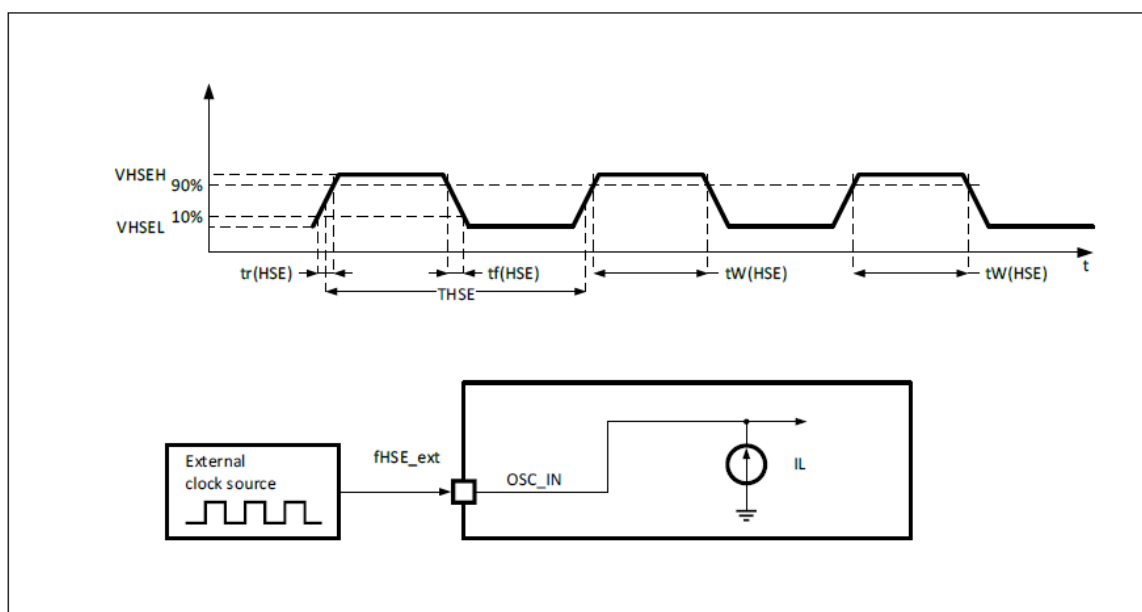 VHSEH
90%
10%
VHSEL
tr(HSE)
tf(HSE)
tW(HSE)
tW(HSE)
t
THSE
External
clock source
fHSE_ext
OSC_IN
IL